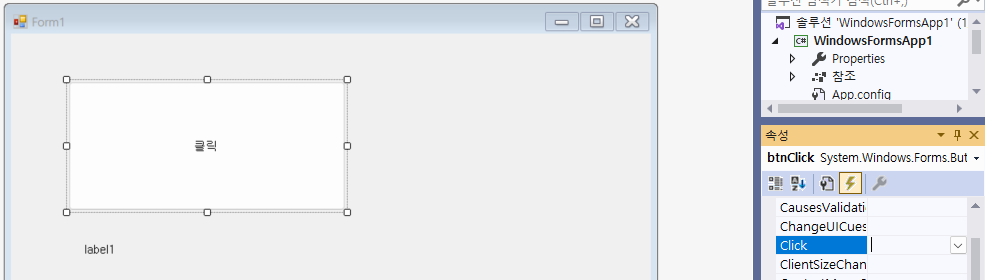 Form1
클릭
label1
솔루션 'WindowsFormsApp1' (1
WindowsFormsApp1
Properties
참조
App.config
속성
btnClick System.Windows.Forms.But
CausesValidati
ChangeUICues
Click
ClientSizeChan